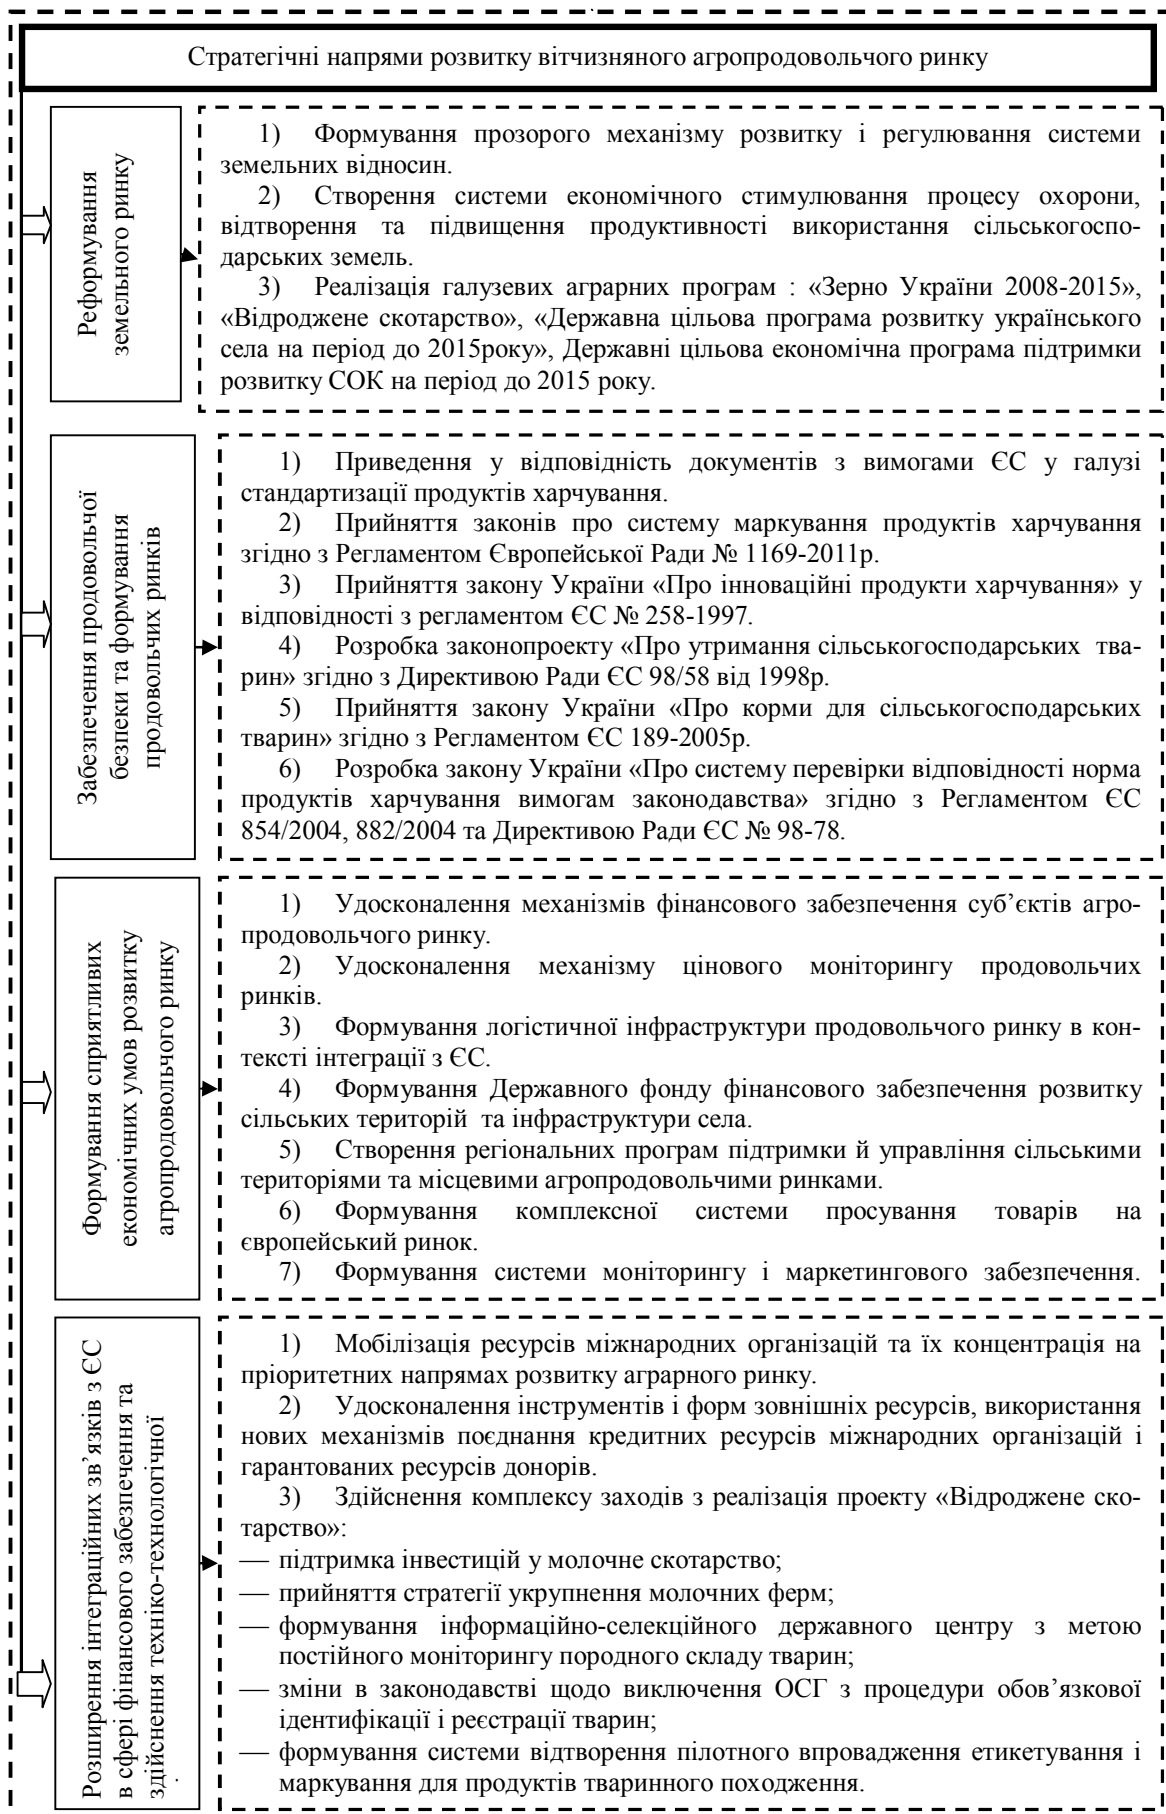 Стратегічні напрями розвитку вітчизняного агропродовольчого ринку
Реформування
земельного ринку
1) Формування прозорого механізму розвитку і регулювання системи
земельних відносин.
2) Створення системи економічного стимулювання процесу охорони,
відтворення та підвищення продуктивності використання сільськогоспо-
дарських земель.
3) Реалізація галузевих аграрних програм : «Зерно України 2008-2015»,
«Відроджене скотарство», «Державна цільова програма розвитку українського
села на період до 2015року», Державні цільова економічна програма підтримки
розвитку СОК на період до 2015 року.
Забезпечення продовольчої
безпеки та формування
продовольчих ринків
1) Приведення у відповідність документів з вимогами ЄС у галузі
стандартизації продуктів харчування.
2) Прийняття законів про систему маркування продуктів харчування
згідно з Регламентом Європейської Ради № 1169-2011р.
3) Прийняття закону України «Про інноваційні продукти харчування» у
відповідності з регламентом ЄС № 258-1997.
4) Розробка законопроекту «Про утримання сільськогосподарських тва-
рин» згідно з Директивою Ради ЄС 98/58 від 1998р.
5) Прийняття закону України «Про корми для сільськогосподарських
тварин» згідно з Регламентом ЄС 189-2005р.
6) Розробка закону України «Про систему перевірки відповідності норма
продуктів харчування вимогам законодавства» згідно з Регламентом ЄС
854/2004, 882/2004 та Директивою Ради ЄС № 98-78.
Формування сприятливих
економічних умов розвитку
агропродовольчого ринку
1) Удосконалення механізмів фінансового забезпечення суб’єктів агро-
продовольчого ринку.
2) Удосконалення механізму цінового моніторингу продовольчих
ринків.
3) Формування логістичної інфраструктури продовольчого ринку в кон-
тексті інтеграції з ЄС.
4) Формування Державного фонду фінансового забезпечення розвитку
сільських територій та інфраструктури села.
5) Створення регіональних програм підтримки й управління сільськими
територіями та місцевими агропродовольчими ринками.
6) Формування комплексної системи просування товарів на
європейський ринок.
7) Формування системи моніторингу і маркетингового забезпечення.
Розширення інтеграційних зв’язків з ЄС
в сфері фінансового забезпечення та
здійснення техніко-технологічної
1) Мобілізація ресурсів міжнародних організацій та їх концентрація на
пріоритетних напрямах розвитку аграрного ринку.
2) Удосконалення інструментів і форм зовнішніх ресурсів, використання
нових механізмів поєднання кредитних ресурсів міжнародних організацій і
гарантованих ресурсів донорів.
3) Здійснення комплексу заходів з реалізація проекту «Відроджене ско-
тарство»:
— підтримка інвестицій у молочне скотарство;
— прийняття стратегії укрупнення молочних ферм;
— формування інформаційно-селекційного державного центру з метою
постійного моніторингу породного складу тварин;
— зміни в законодавстві щодо виключення ОСГ з процедури обов’язкової
ідентифікації і реєстрації тварин;
— формування системи відтворення пілотного впровадження етикетування і
маркування для продуктів тваринного походження.